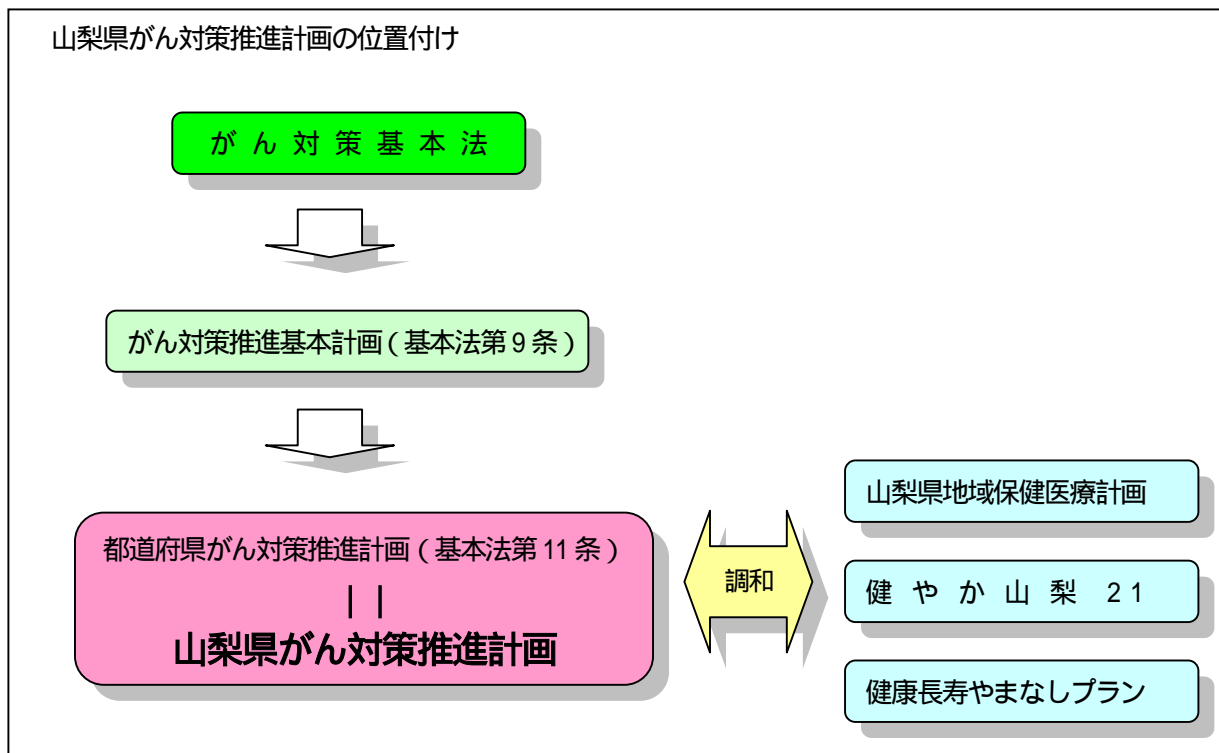 山梨県がん対策推進計画の位置付け
が ん 対 策 基 本 法
がん対策推進基本計画(基本法第9条)
都道府県がん対策推進計画(基本法第11条)
||
山梨県がん対策推進計画
調和
山梨県地域保健医療計画
健 や か 山 梨 21
健康長寿やまなしプラン